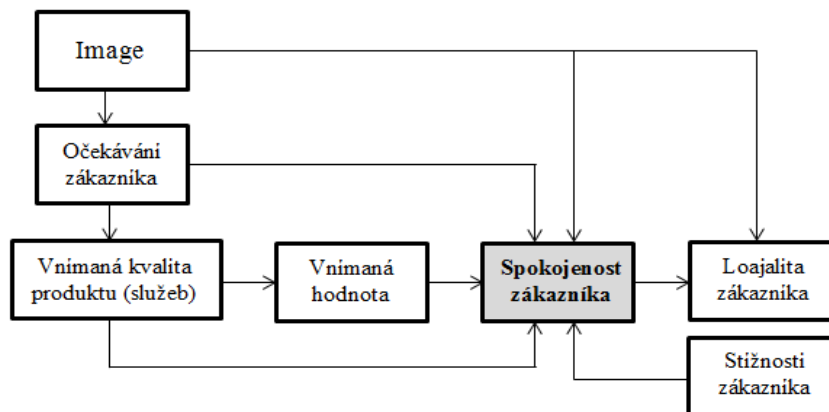 Image
Očekávání
zákazníka
Vnímaná kvalita
produktu (služeb)
Vnímaná
hodnota
Spokojenost
zákazníka
Loajalita
zákazníka
Stížnosti
zákazníka